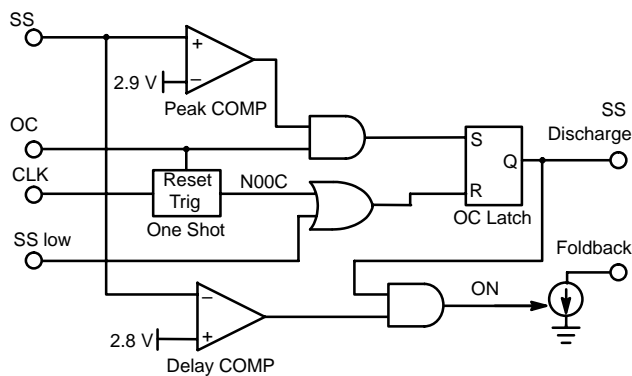 SS
+
2.9 V
−
Peak COMP
SS
Discharge
OC
S
Q
CLK
Reset
Trig
N00C
R
One Shot
OC Latch
SS low
Foldback
ON
−
2.8 V
+
Delay COMP